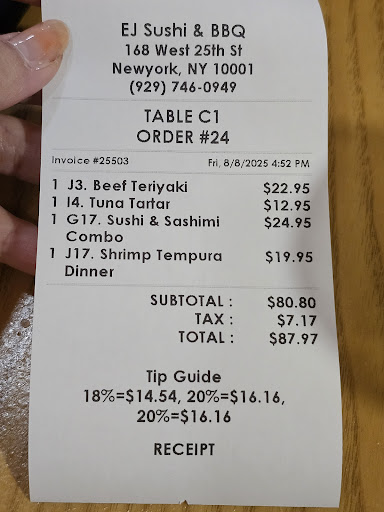 EJ Sushi & BBQ
168 West 25th St
Newyork, NY 10001
(929) 746-0949
TABLE C1
ORDER #24
Invoice #25503 Fri, 8/8/2025 4:52 PM
1 J3. Beef Teriyaki $22.95
1 I4. Tuna Tartar $12.95
1 G17. Sushi & Sashimi $24.95
Combo
1 J17. Shrimp Tempura $19.95
Dinner
SUBTOTAL : $80.80
TAX : $7.17
TOTAL : $87.97
Tip Guide
18%=$14.54, 20%=$16.16,
20%=$16.16
RECEIPT